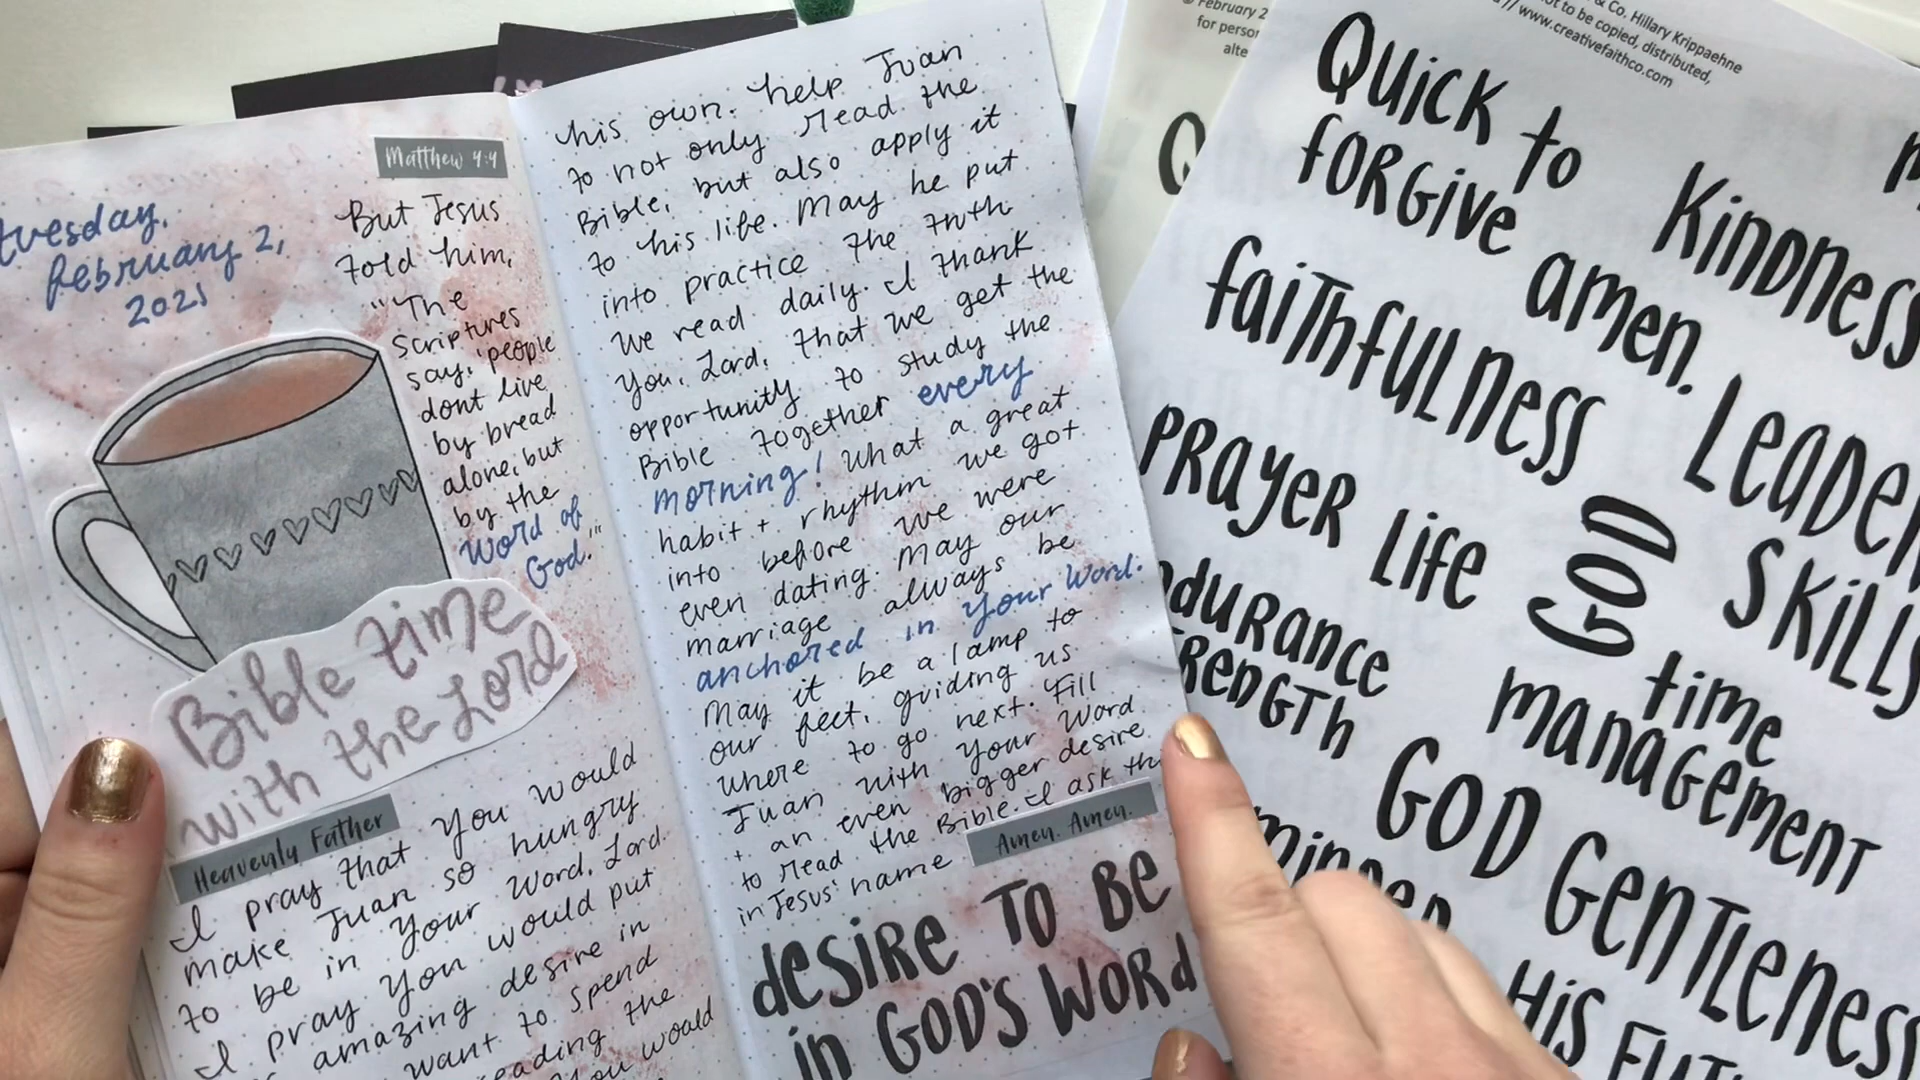 Tuesday,
February 2,
2021
Matthew 4:4
But Jesus
told him,
"The
scriptures
say, 'people
dont live
by bread
alone, but
by the
Word of
God."
Bible time
with the Lord
Heavenly Father
I pray that You would
make Juan so hungry
to be in Your Word, Lord.
I pray You would put
amazing desire in
want to spend
the
You would
his own. help Juan
to not only read the
Bible, but also apply it
to his life. May he put
into practice the truth
we read daily. I thank
You, Lord, that we get the
opportunity to study the
Bible together every
morning! What a great
habit + rhythm we got
into before we were
even dating. May our
marriage always be
anchored in Your Word.
May it be a lamp to
our feet, guiding us
where to go next. Fill
Juan with Your Word
+ an even bigger desire
to read the Bible. I ask
in Jesus' name Amen. Amen.
desire to be
in God's Word
February
for
& Co. Hillary Krippaehne
to be copied, distributed,
www.creativefaithco.com
Quick to
forgive
Kindness
amen.
faithfulness
Prayer life
God
Skills
time
management
God
Gentleness
His